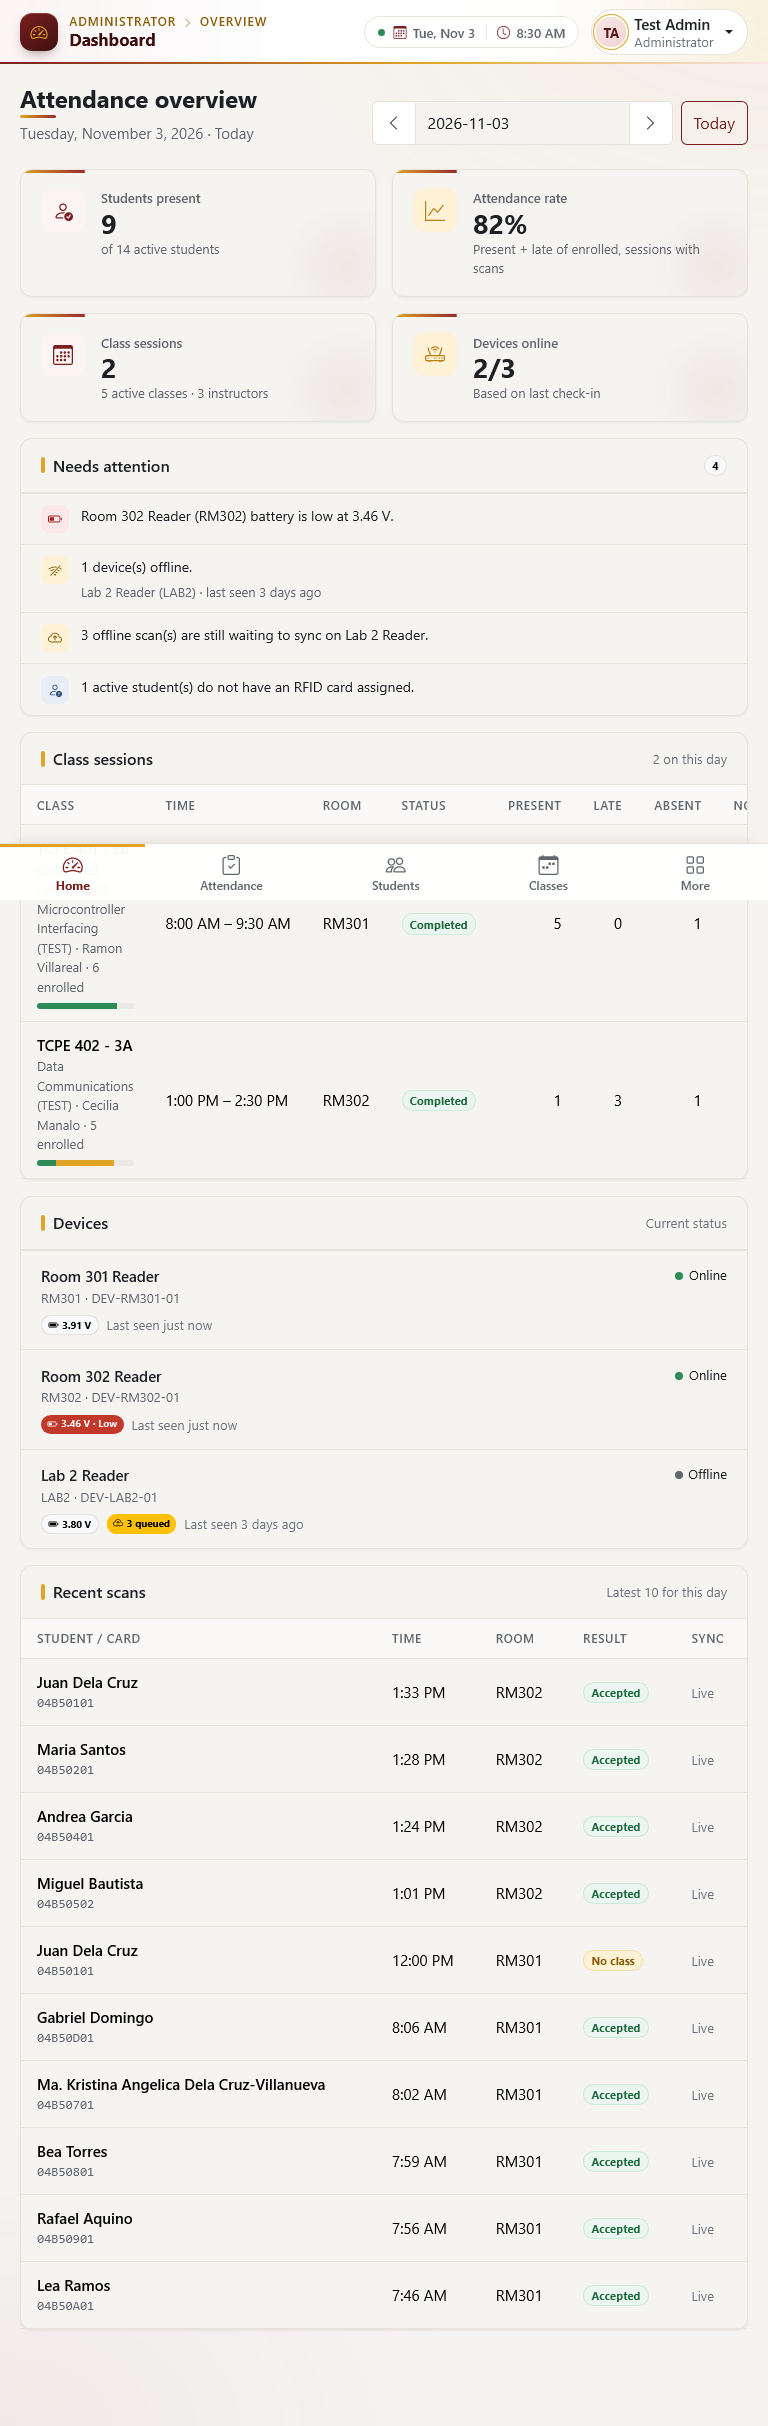 ADMINISTRATOR > OVERVIEW
Dashboard
Tue, Nov 3
8:30 AM
TA
Test Admin
Administrator
Attendance overview
Tuesday, November 3, 2026 · Today
2026-11-03
Today
Students present
9
of 14 active students
Attendance rate
82%
Present + late of enrolled, sessions with
scans
Class sessions
2
5 active classes · 3 instructors
Devices online
2/3
Based on last check-in
Needs attention
4
Room 302 Reader (RM302) battery is low at 3.46 V.
1 device(s) offline.
Lab 2 Reader (LAB2) · last seen 3 days ago
3 offline scan(s) are still waiting to sync on Lab 2 Reader.
1 active student(s) do not have an RFID card assigned.
Class sessions
2 on this day
CLASS TIME ROOM STATUS PRESENT LATE ABSENT
Home
Attendance
Students
Classes
More
Microcontroller
Interfacing
(TEST) · Ramon
Villareal · 6
enrolled
8:00 AM – 9:30 AM RM301 Completed 5 0 1
TCPE 402 - 3A
Data
Communications
(TEST) · Cecilia
Manalo · 5
enrolled
1:00 PM – 2:30 PM RM302 Completed 1 3 1
Devices
Current status
Room 301 Reader
Online
RM301 · DEV-RM301-01
3.91 V Last seen just now
Room 302 Reader
Online
RM302 · DEV-RM302-01
3.46 V · Low Last seen just now
Lab 2 Reader
Offline
LAB2 · DEV-LAB2-01
3.80 V 3 queued Last seen 3 days ago
Recent scans
Latest 10 for this day
STUDENT / CARD TIME ROOM RESULT SYNC
Juan Dela Cruz
04B50101
1:33 PM RM302 Accepted Live
Maria Santos
04B50201
1:28 PM RM302 Accepted Live
Andrea Garcia
04B50401
1:24 PM RM302 Accepted Live
Miguel Bautista
04B50502
1:01 PM RM302 Accepted Live
Juan Dela Cruz
04B50101
12:00 PM RM301 No class Live
Gabriel Domingo
04B50D01
8:06 AM RM301 Accepted Live
Ma. Kristina Angelica Dela Cruz-Villanueva
04B50701
8:02 AM RM301 Accepted Live
Bea Torres
04B50801
7:59 AM RM301 Accepted Live
Rafael Aquino
04B50901
7:56 AM RM301 Accepted Live
Lea Ramos
04B50A01
7:46 AM RM301 Accepted Live